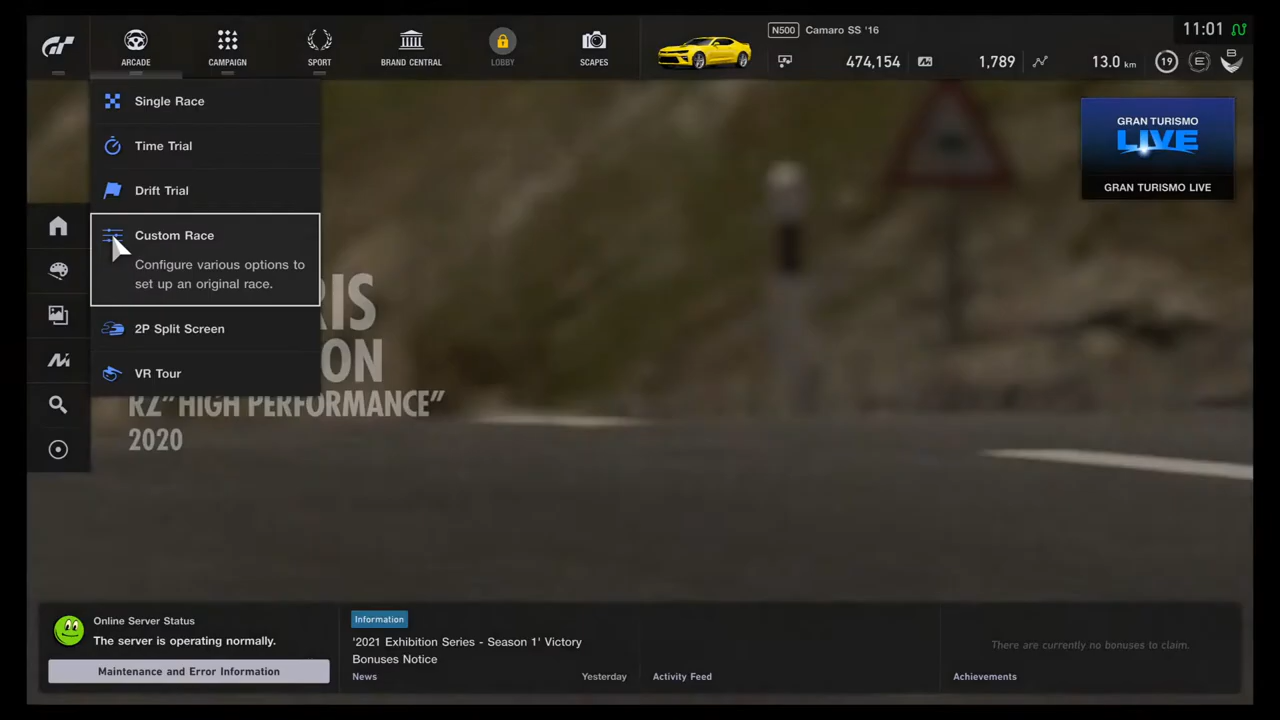 ARCADE
CAMPAIGN
SPORT
BRAND CENTRAL
LOBBY
SCAPES
N500 Camaro SS '16
474,154
1,789
13.0 km
19
E
B
11:01
Single Race
Time Trial
Drift Trial
Custom Race
Configure various options to
set up an original race.
2P Split Screen
VR Tour
GRAN TURISMO
LIVE
GRAN TURISMO LIVE
RIS
ON
RZ"HIGH PERFORMANCE"
2020
Online Server Status
The server is operating normally.
Maintenance and Error Information
Information
'2021 Exhibition Series - Season 1' Victory
Bonuses Notice
News
Yesterday
Activity Feed
There are currently no bonuses to claim.
Achievements